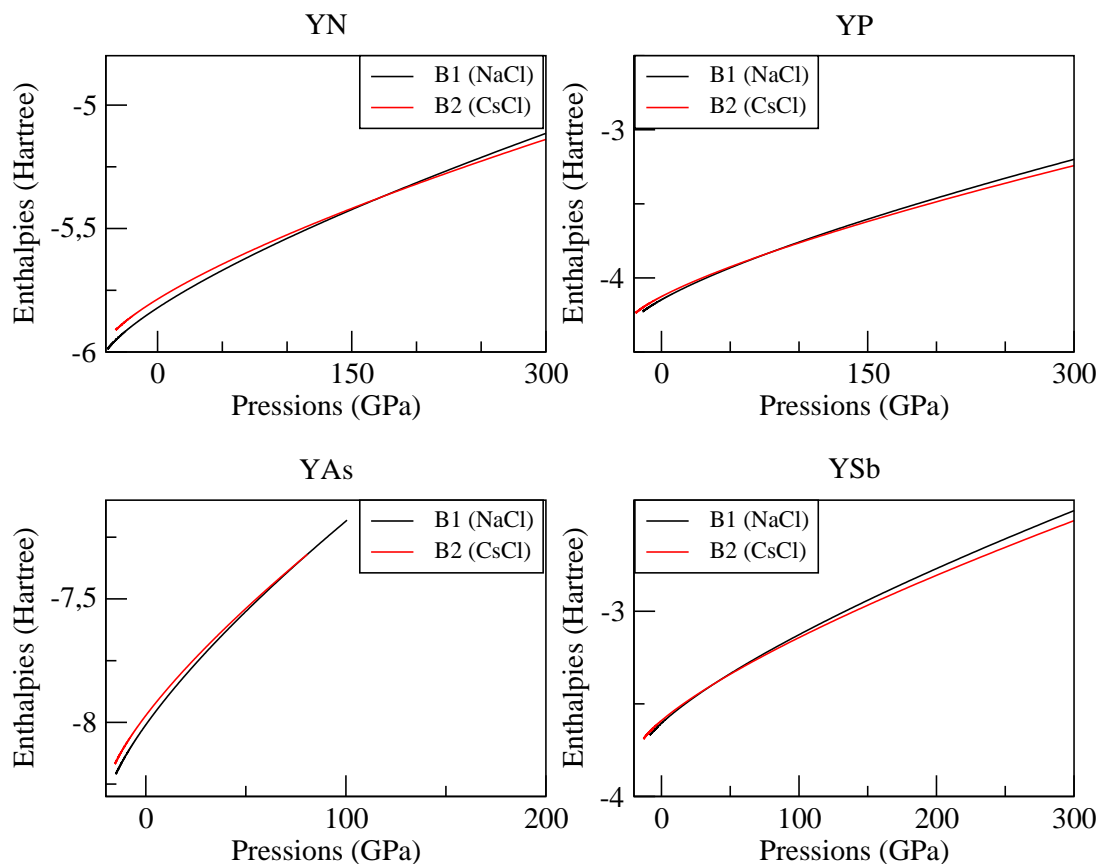 YN
B1 (NaCl)
B2 (CsCl)
-5
-5,5
-6
0
150
300
Enthalpies (Hartree)
Pressions (GPa)
YP
B1 (NaCl)
B2 (CsCl)
-3
-4
0
150
300
Enthalpies (Hartree)
Pressions (GPa)
YAs
B1 (NaCl)
B2 (CsCl)
-7,5
-8
0
100
200
Enthalpies (Hartree)
Pressions (GPa)
YSb
B1 (NaCl)
B2 (CsCl)
-3
-4
0
100
200
300
Enthalpies (Hartree)
Pressions (GPa)